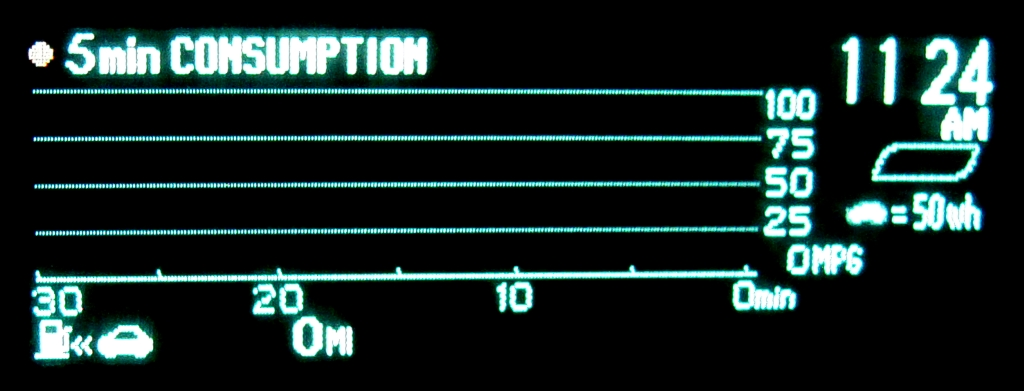 5min CONSUMPTION
11 24
AM
100
75
50
25
0MPG
= 50wh
30 20 10 0min
« 0MI